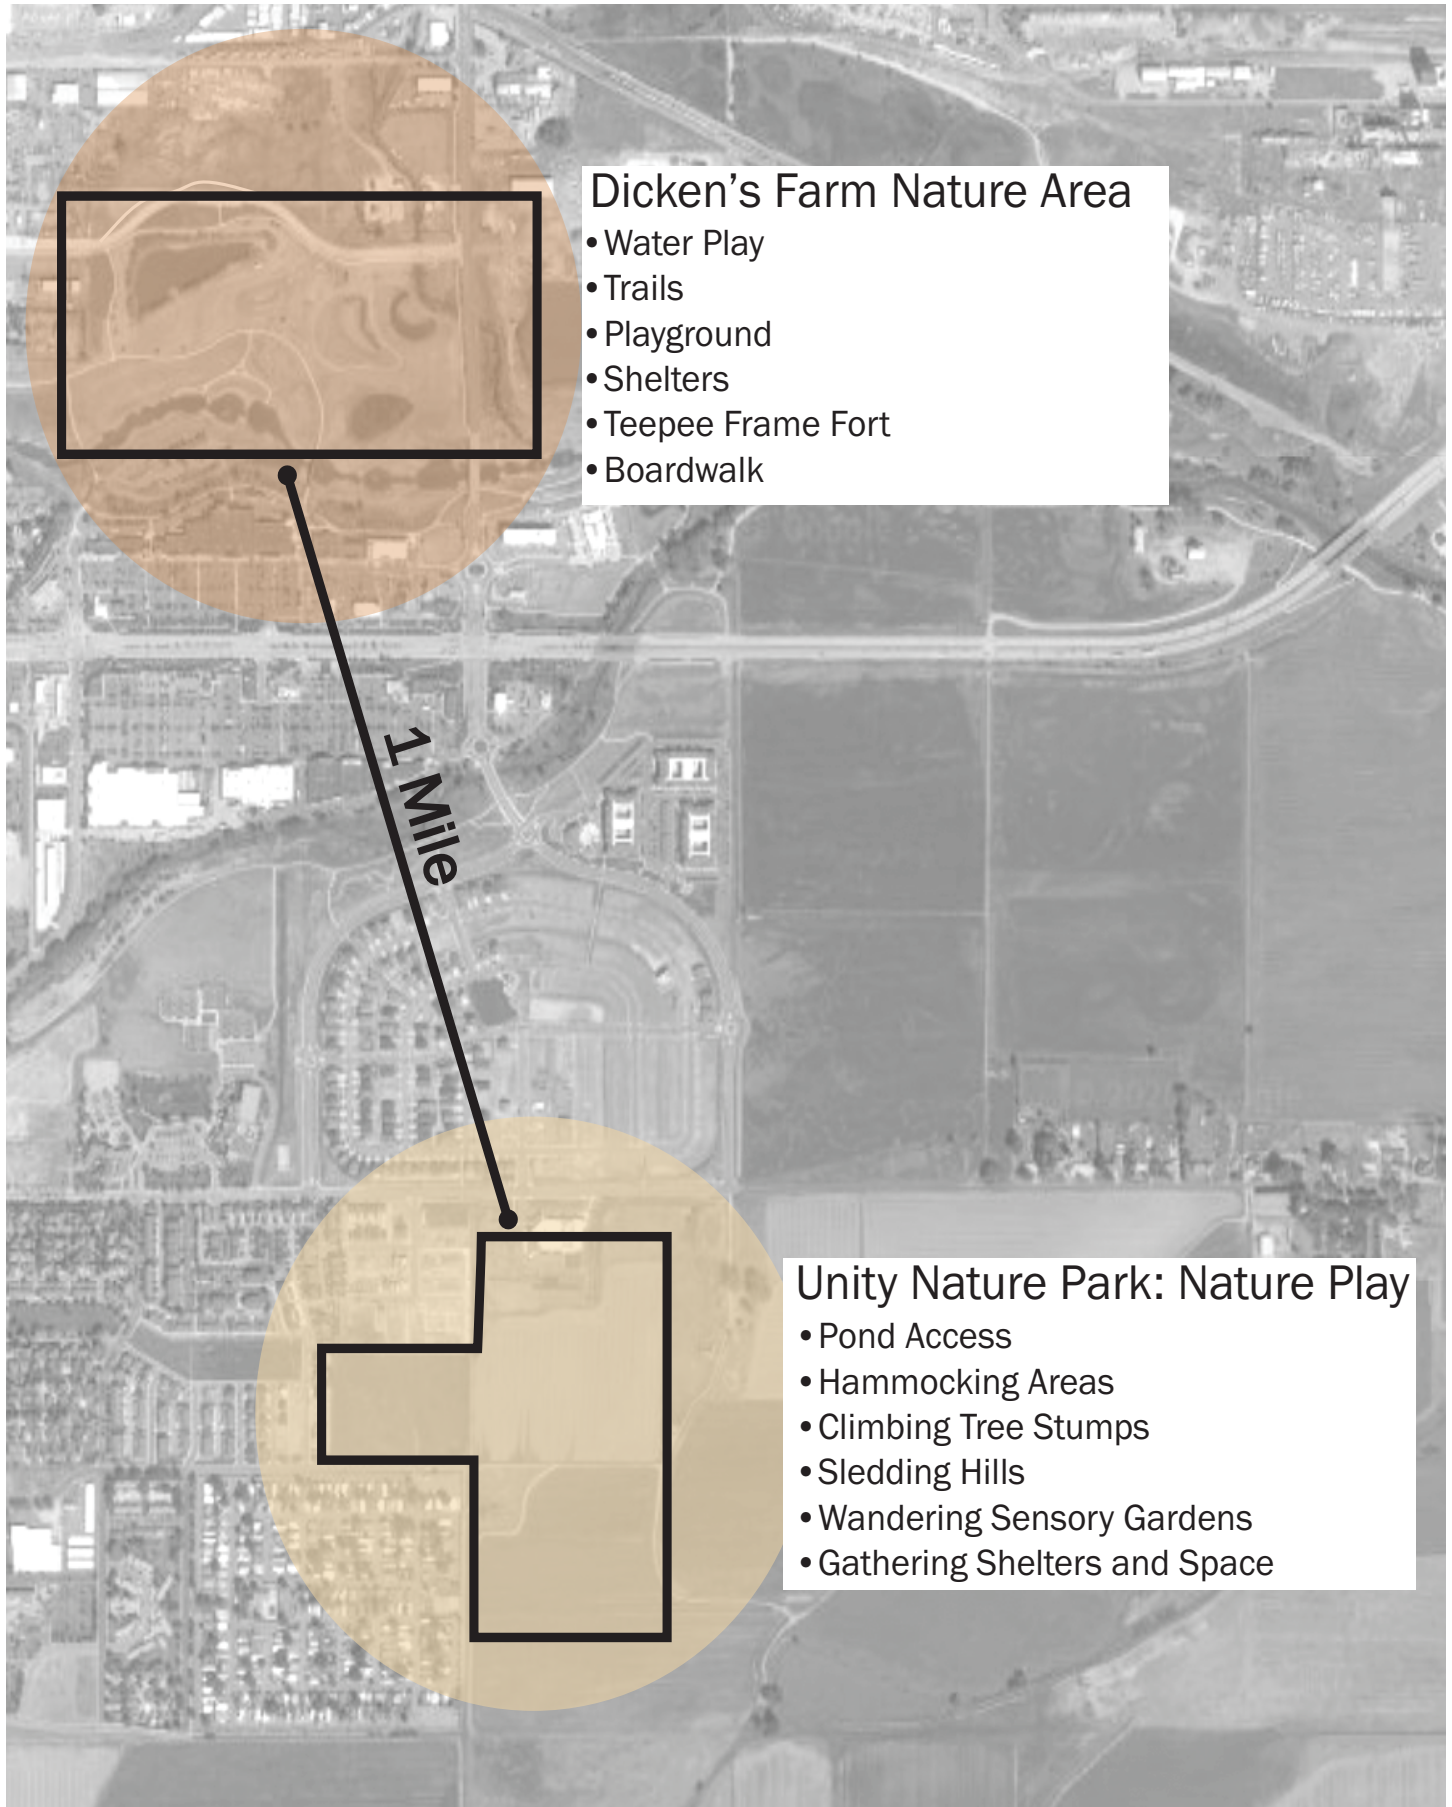 Dicken's Farm Nature Area
•Water Play
•Trails
•Playground
•Shelters
•Teepee Frame Fort
•Boardwalk
1 Mile
Unity Nature Park: Nature Play
•Pond Access
•Hammocking Areas
•Climbing Tree Stumps
•Sledding Hills
•Wandering Sensory Gardens
•Gathering Shelters and Space